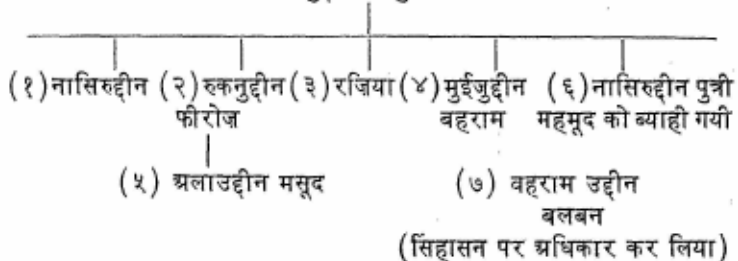 (१) नासिरुद्दीन (२) रुकनुद्दीन (३) रज़िया (४) मुईजुद्दीन (६) नासिरुद्दीन पुत्री
फीरोज़ बहराम महमूद को ब्याही गयी
(५) अलाउद्दीन मसूद (७) वहराम उद्दीन
बलबन
(सिंहासन पर अधिकार कर लिया)